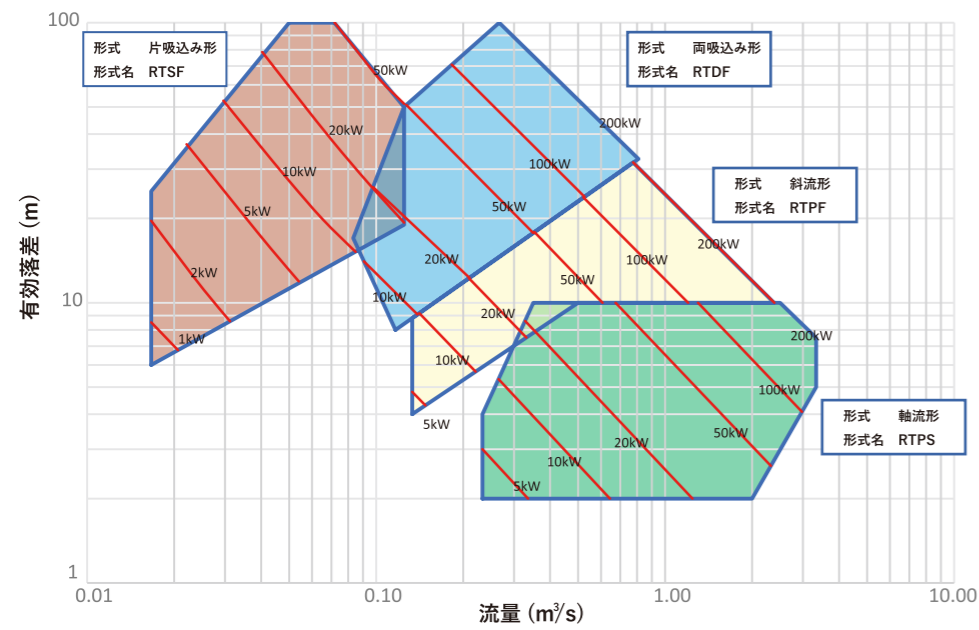 100
形式 片吸込み形
形式名 RTSF
形式 両吸込み形
形式名 RTDF
50kW
200kW
20kW
100kW
10kW
形式 斜流形
形式名 RTPF
5kW
50kW
200kW
2kW
20kW
100kW
50kW
有効落差 (m)
10
10kW
20kW
1kW
200kW
10kW
100kW
5kW
形式 軸流形
形式名 RTPS
50kW
20kW
10kW
5kW
1
0.01
0.10
1.00
10.00
流量 (m³/s)